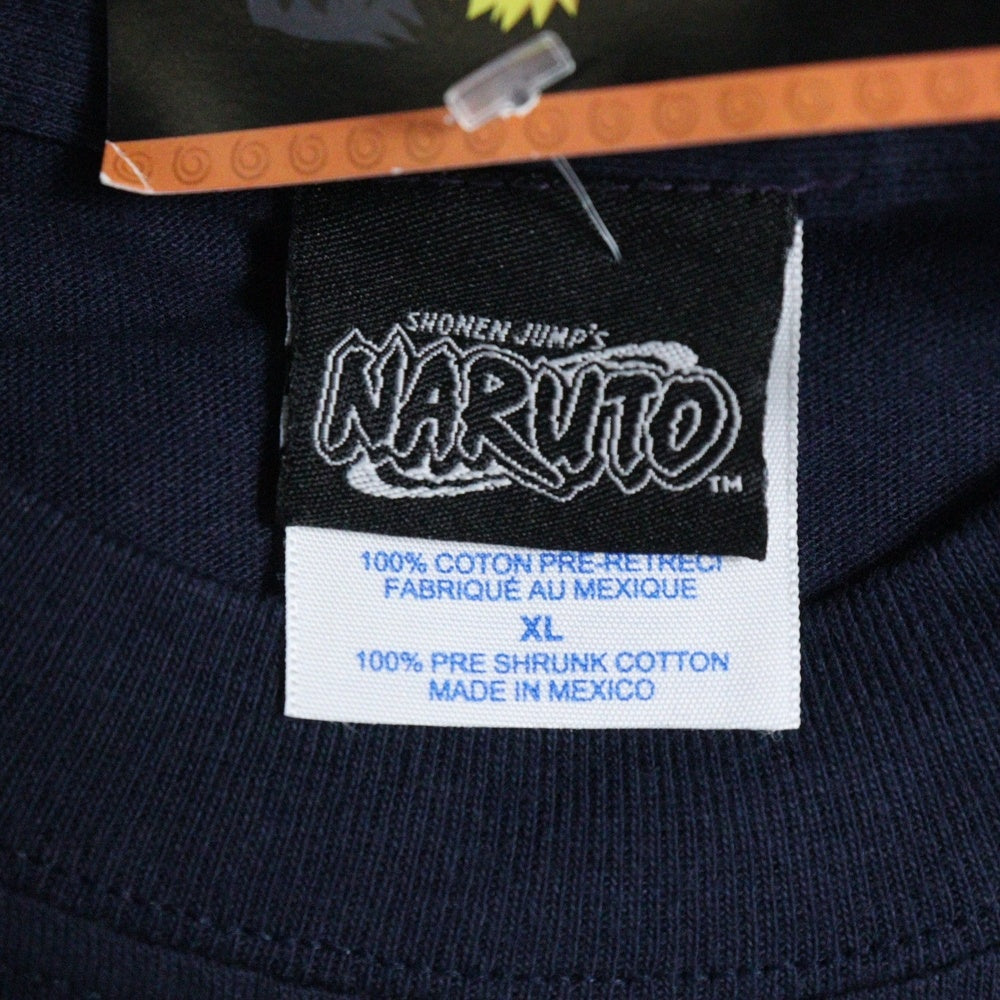 SHONEN JUMP'S
NARUTO
TM
100% COTON PRE-RETRECI
FABRIQUÉ AU MEXIQUE
XL
100% PRE SHRUNK COTTON
MADE IN MEXICO